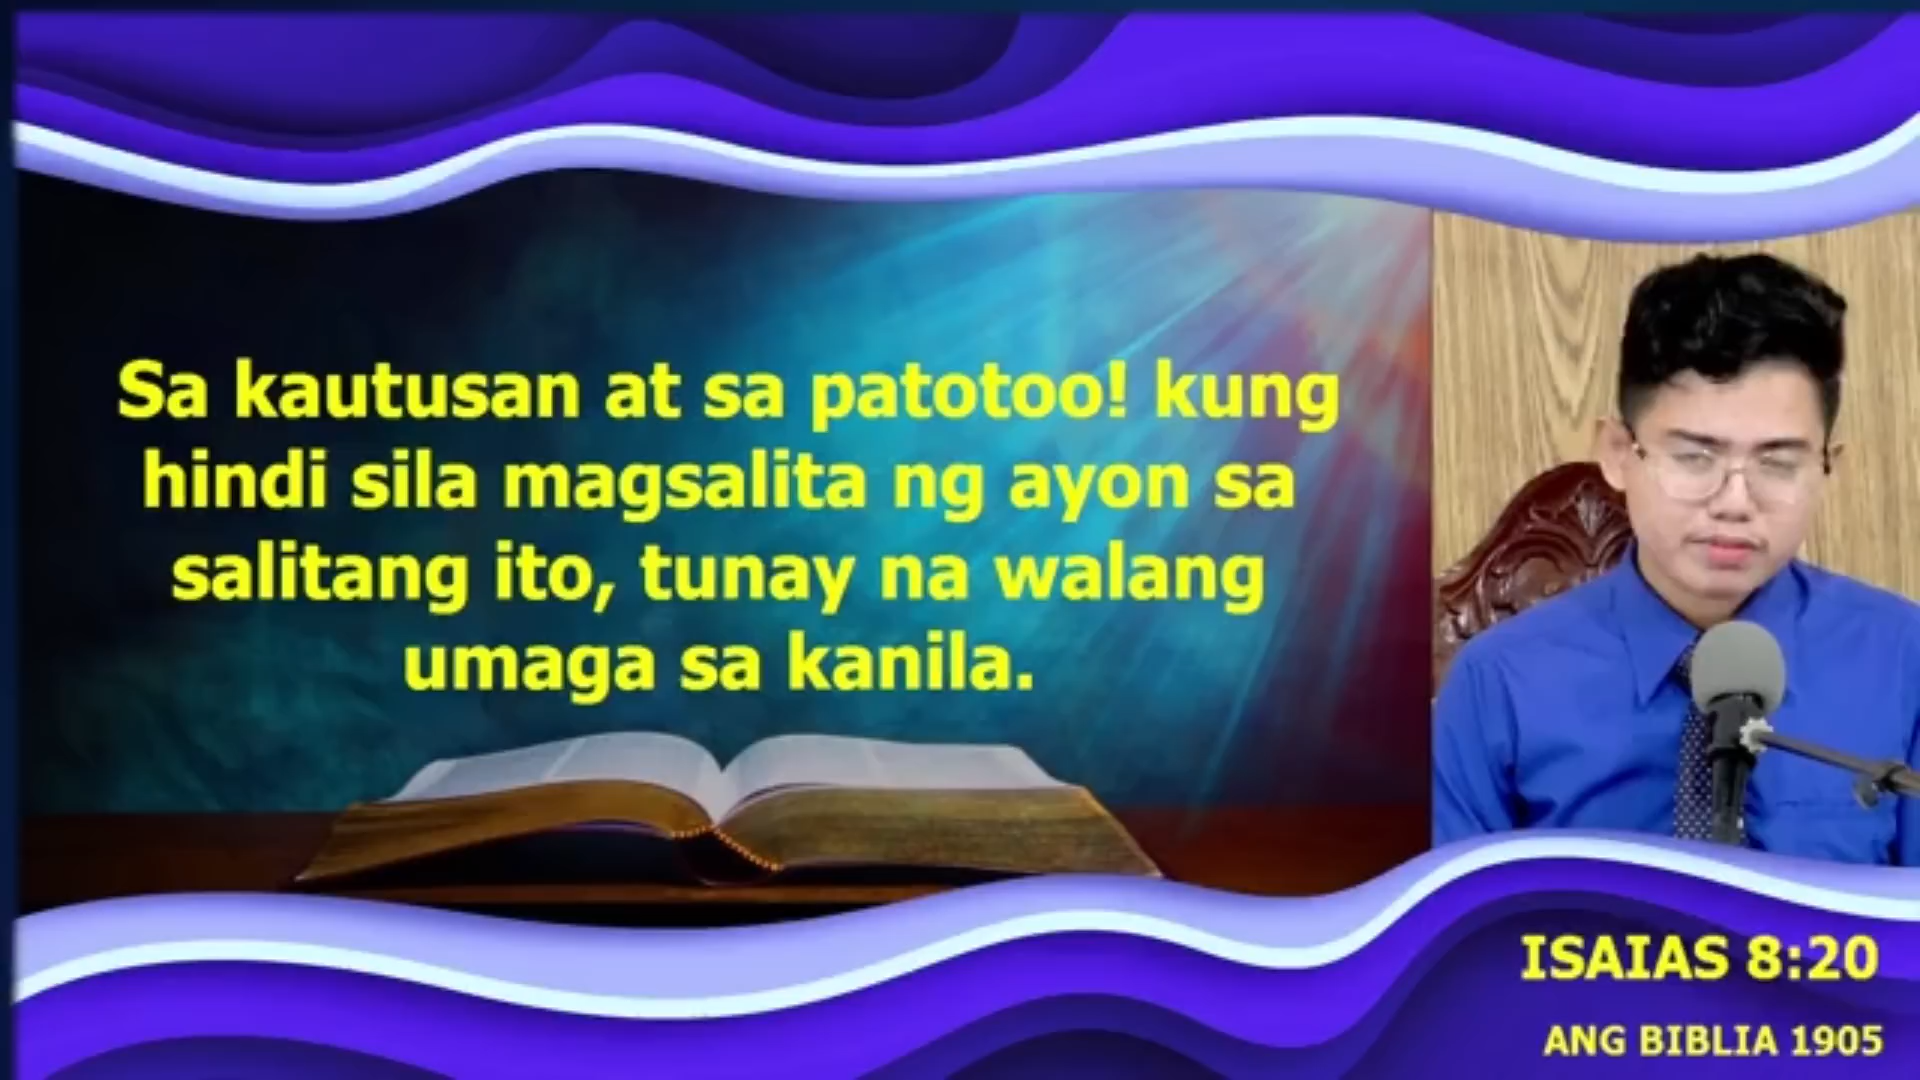 Sa kautusan at sa patotoo! kung
hindi sila magsalita ng ayon sa
salitang ito, tunay na walang
umaga sa kanila.
ISAIAS 8:20
ANG BIBLIA 1905